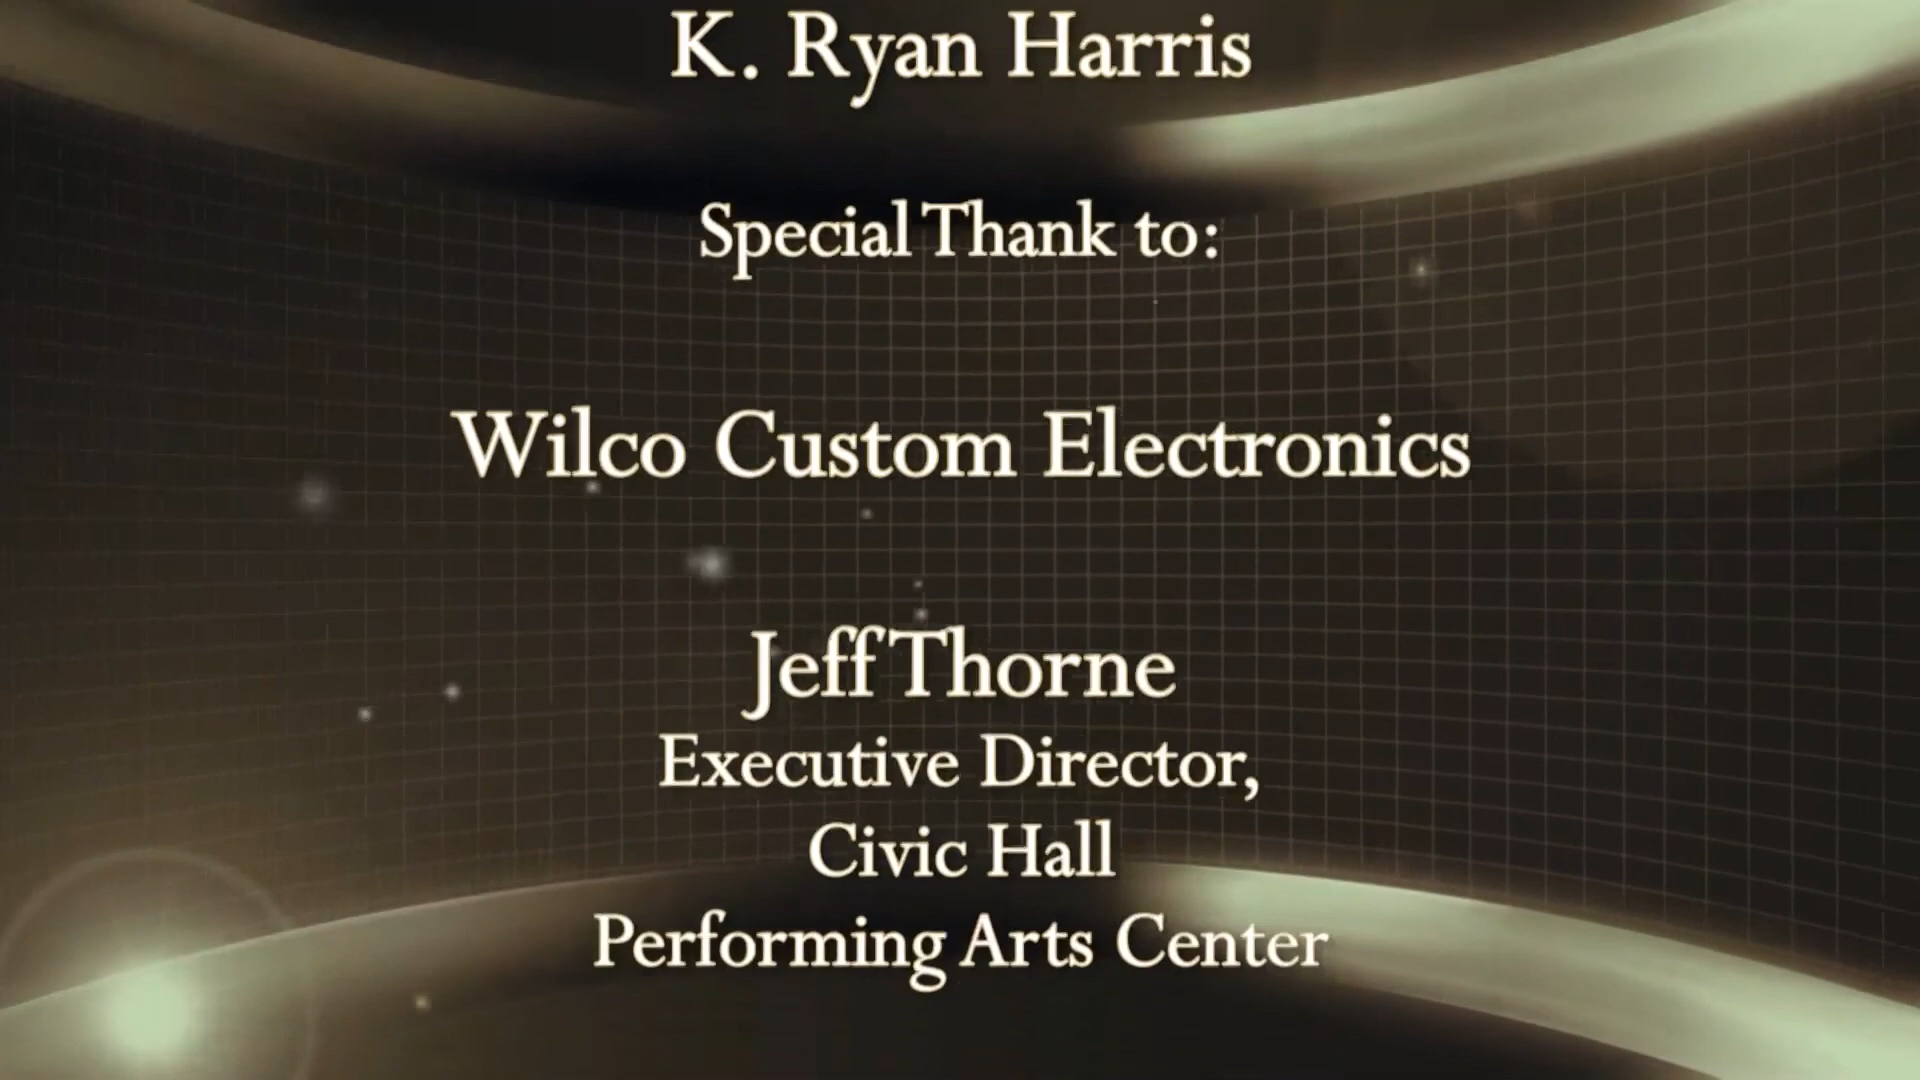 K. Ryan Harris
Special Thank to:
Wilco Custom Electronics
Jeff Thorne
Executive Director,
Civic Hall
Performing Arts Center